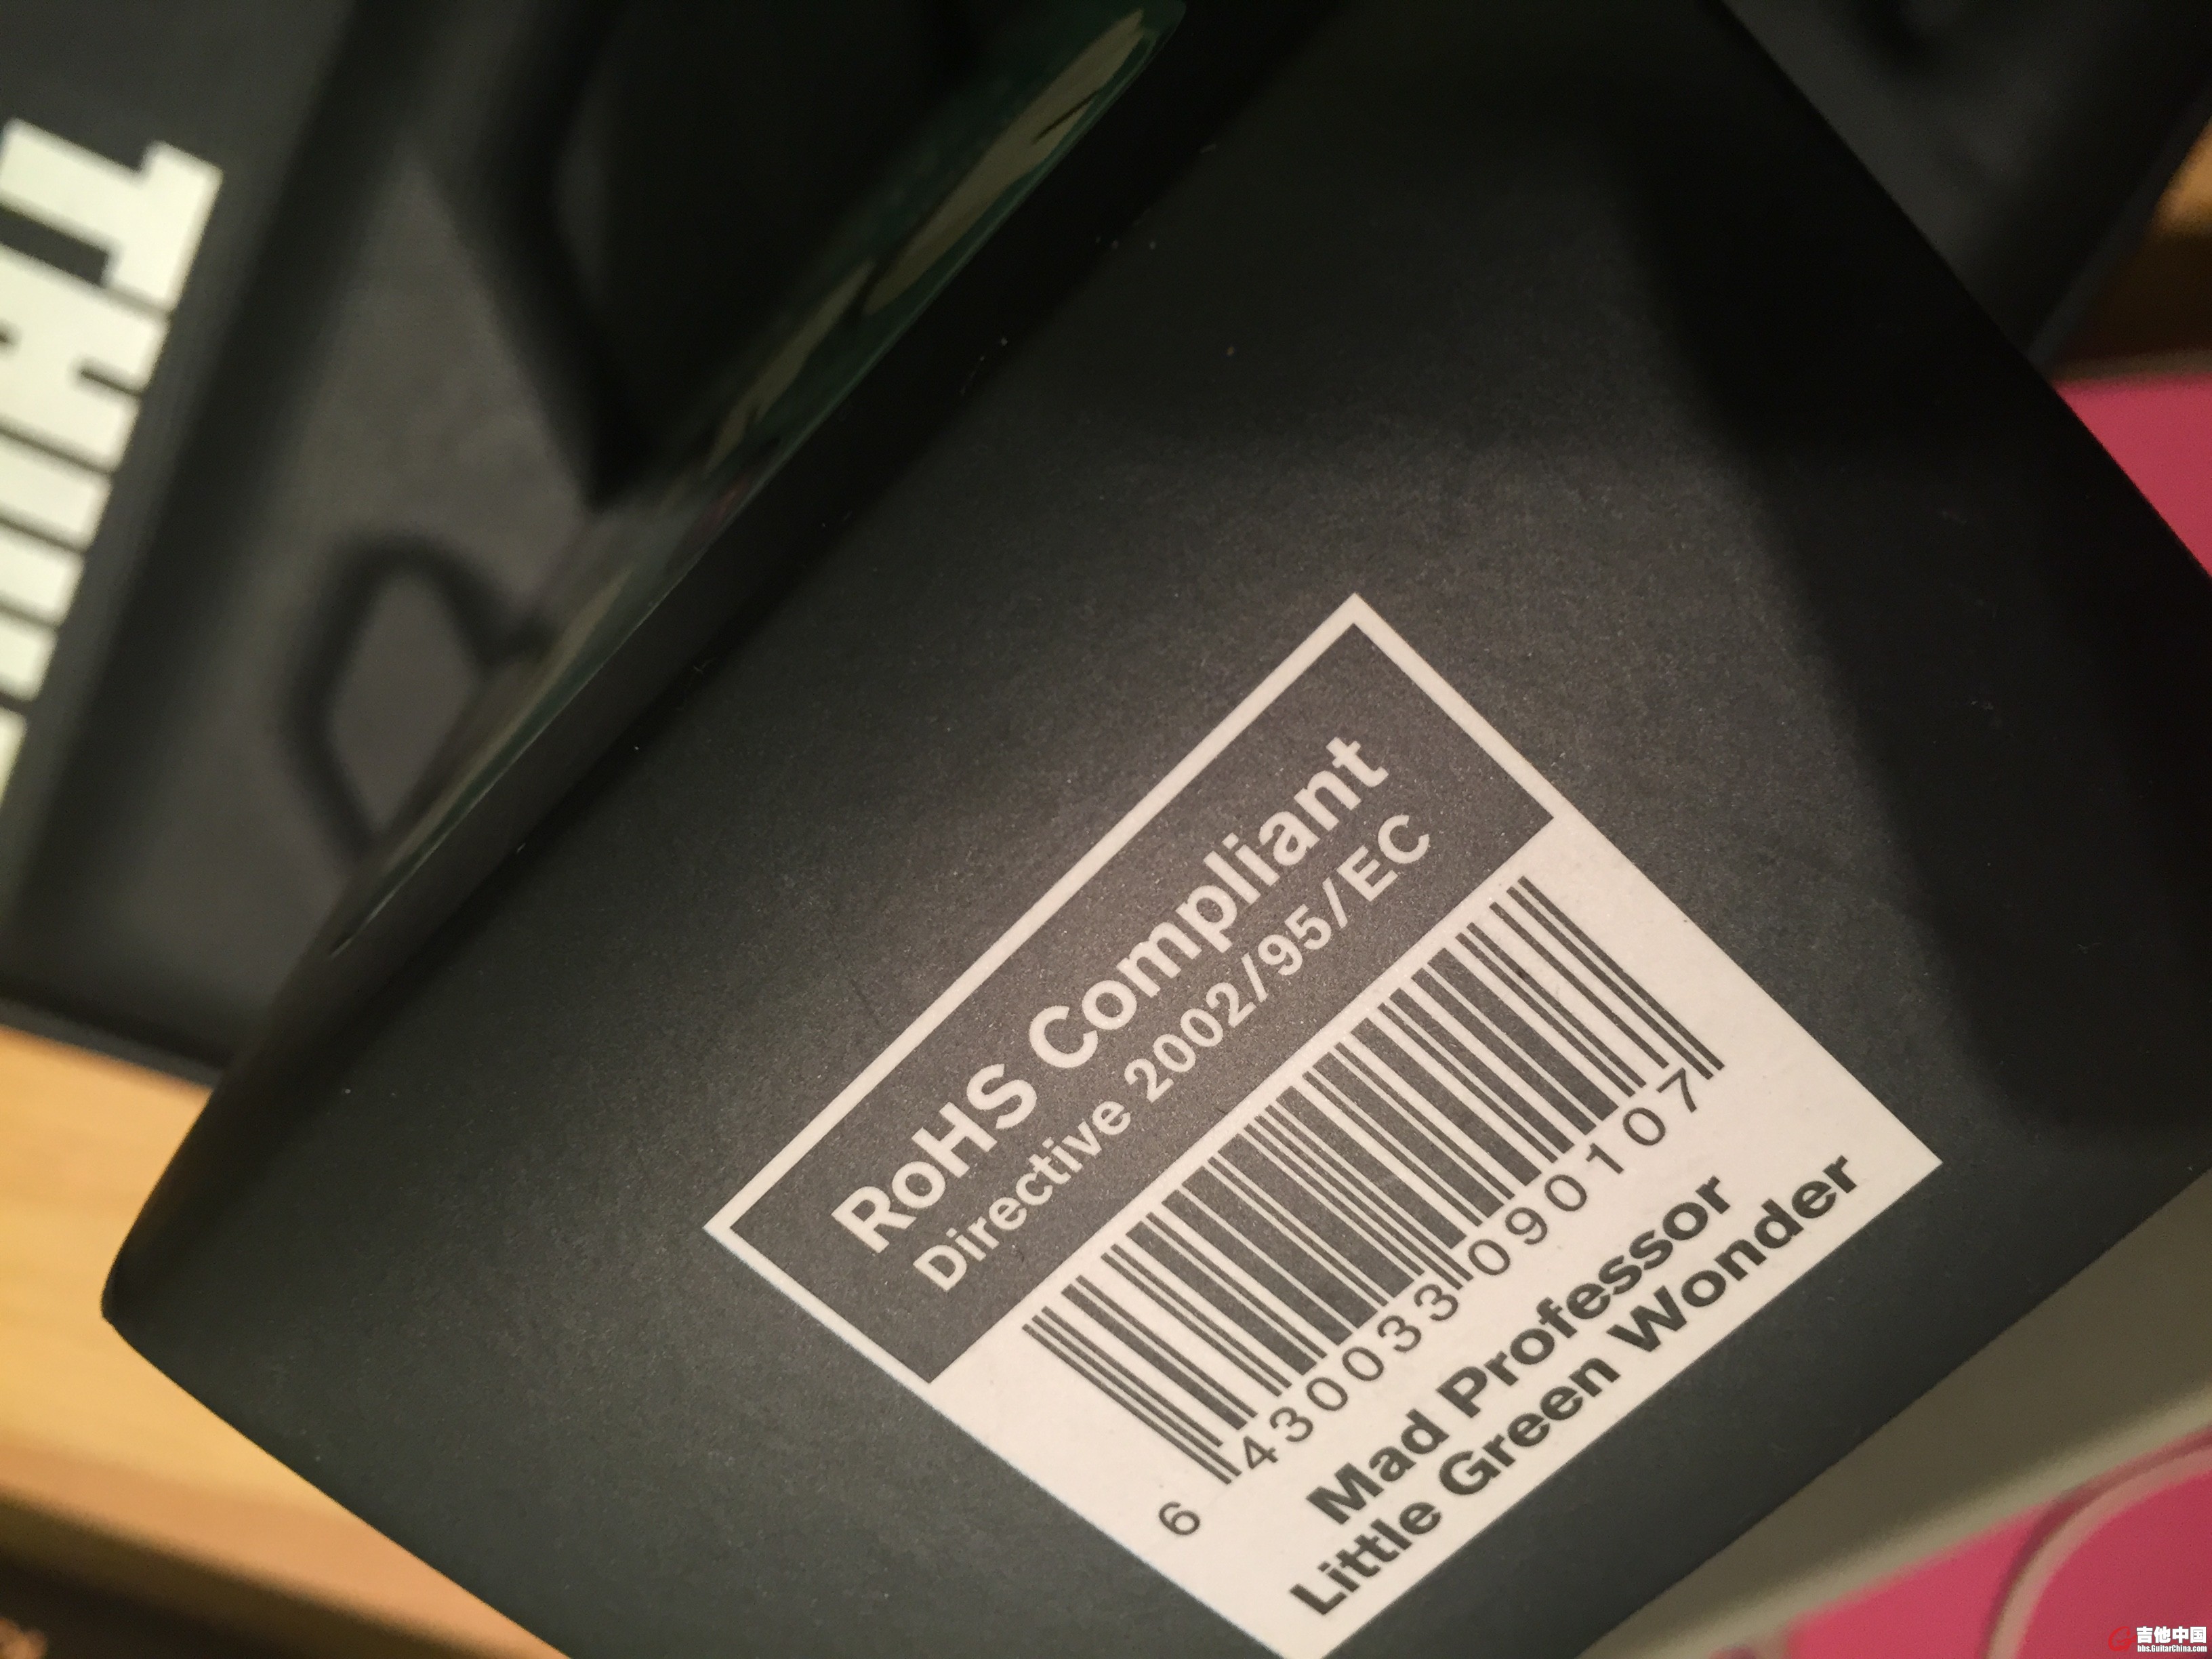 RoHS Compliant
Directive 2002/95/EC
6 430033 090107
Mad Professor
Little Green Wonder
吉他中国
bbs.GuitarChina.com